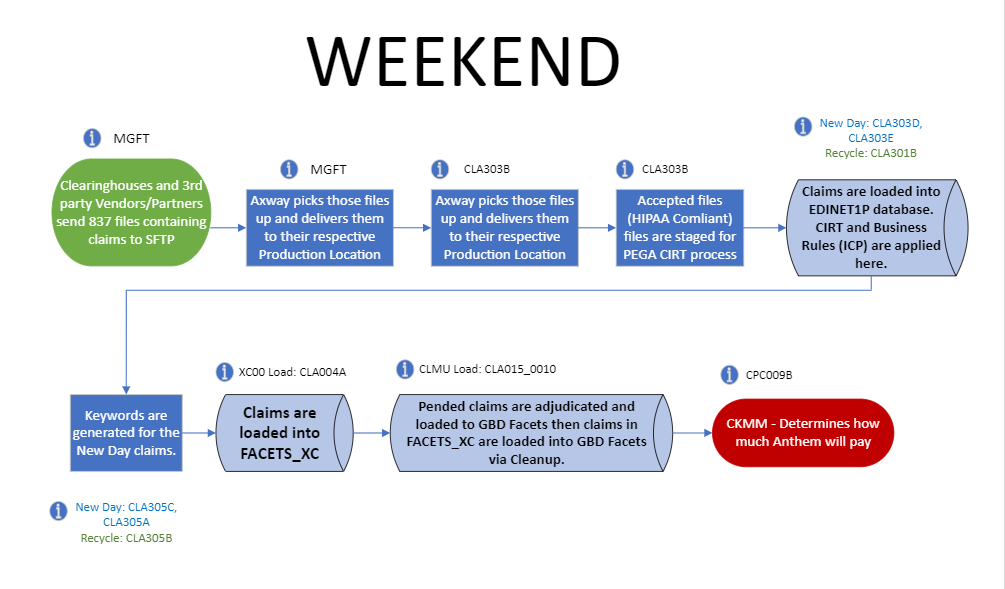 WEEKEND
MGFT
Clearinghouses and 3rd
party Vendors/Partners
send 837 files containing
claims to SFTP
MGFT
Axway picks those files
up and delivers them
to their respective
Production Location
CLA303B
Axway picks those files
up and delivers them
to their respective
Production Location
CLA303B
Accepted files
(HIPAA Comliant)
files are staged for
PEGA CIRT process
New Day: CLA303D,
CLA303E
Recycle: CLA301B
Claims are loaded into
EDINET1P database.
CIRT and Business
Rules (ICP) are applied
here.
Keywords are
generated for the
New Day claims.
New Day: CLA305C,
CLA305A
Recycle: CLA305B
XC00 Load: CLA004A
Claims are
loaded into
FACETS_XC
CLMU Load: CLA015_0010
Pended claims are adjudicated and
loaded to GBD Facets then claims in
FACETS_XC are loaded into GBD Facets
via Cleanup.
CPC009B
CKMM - Determines how
much Anthem will pay